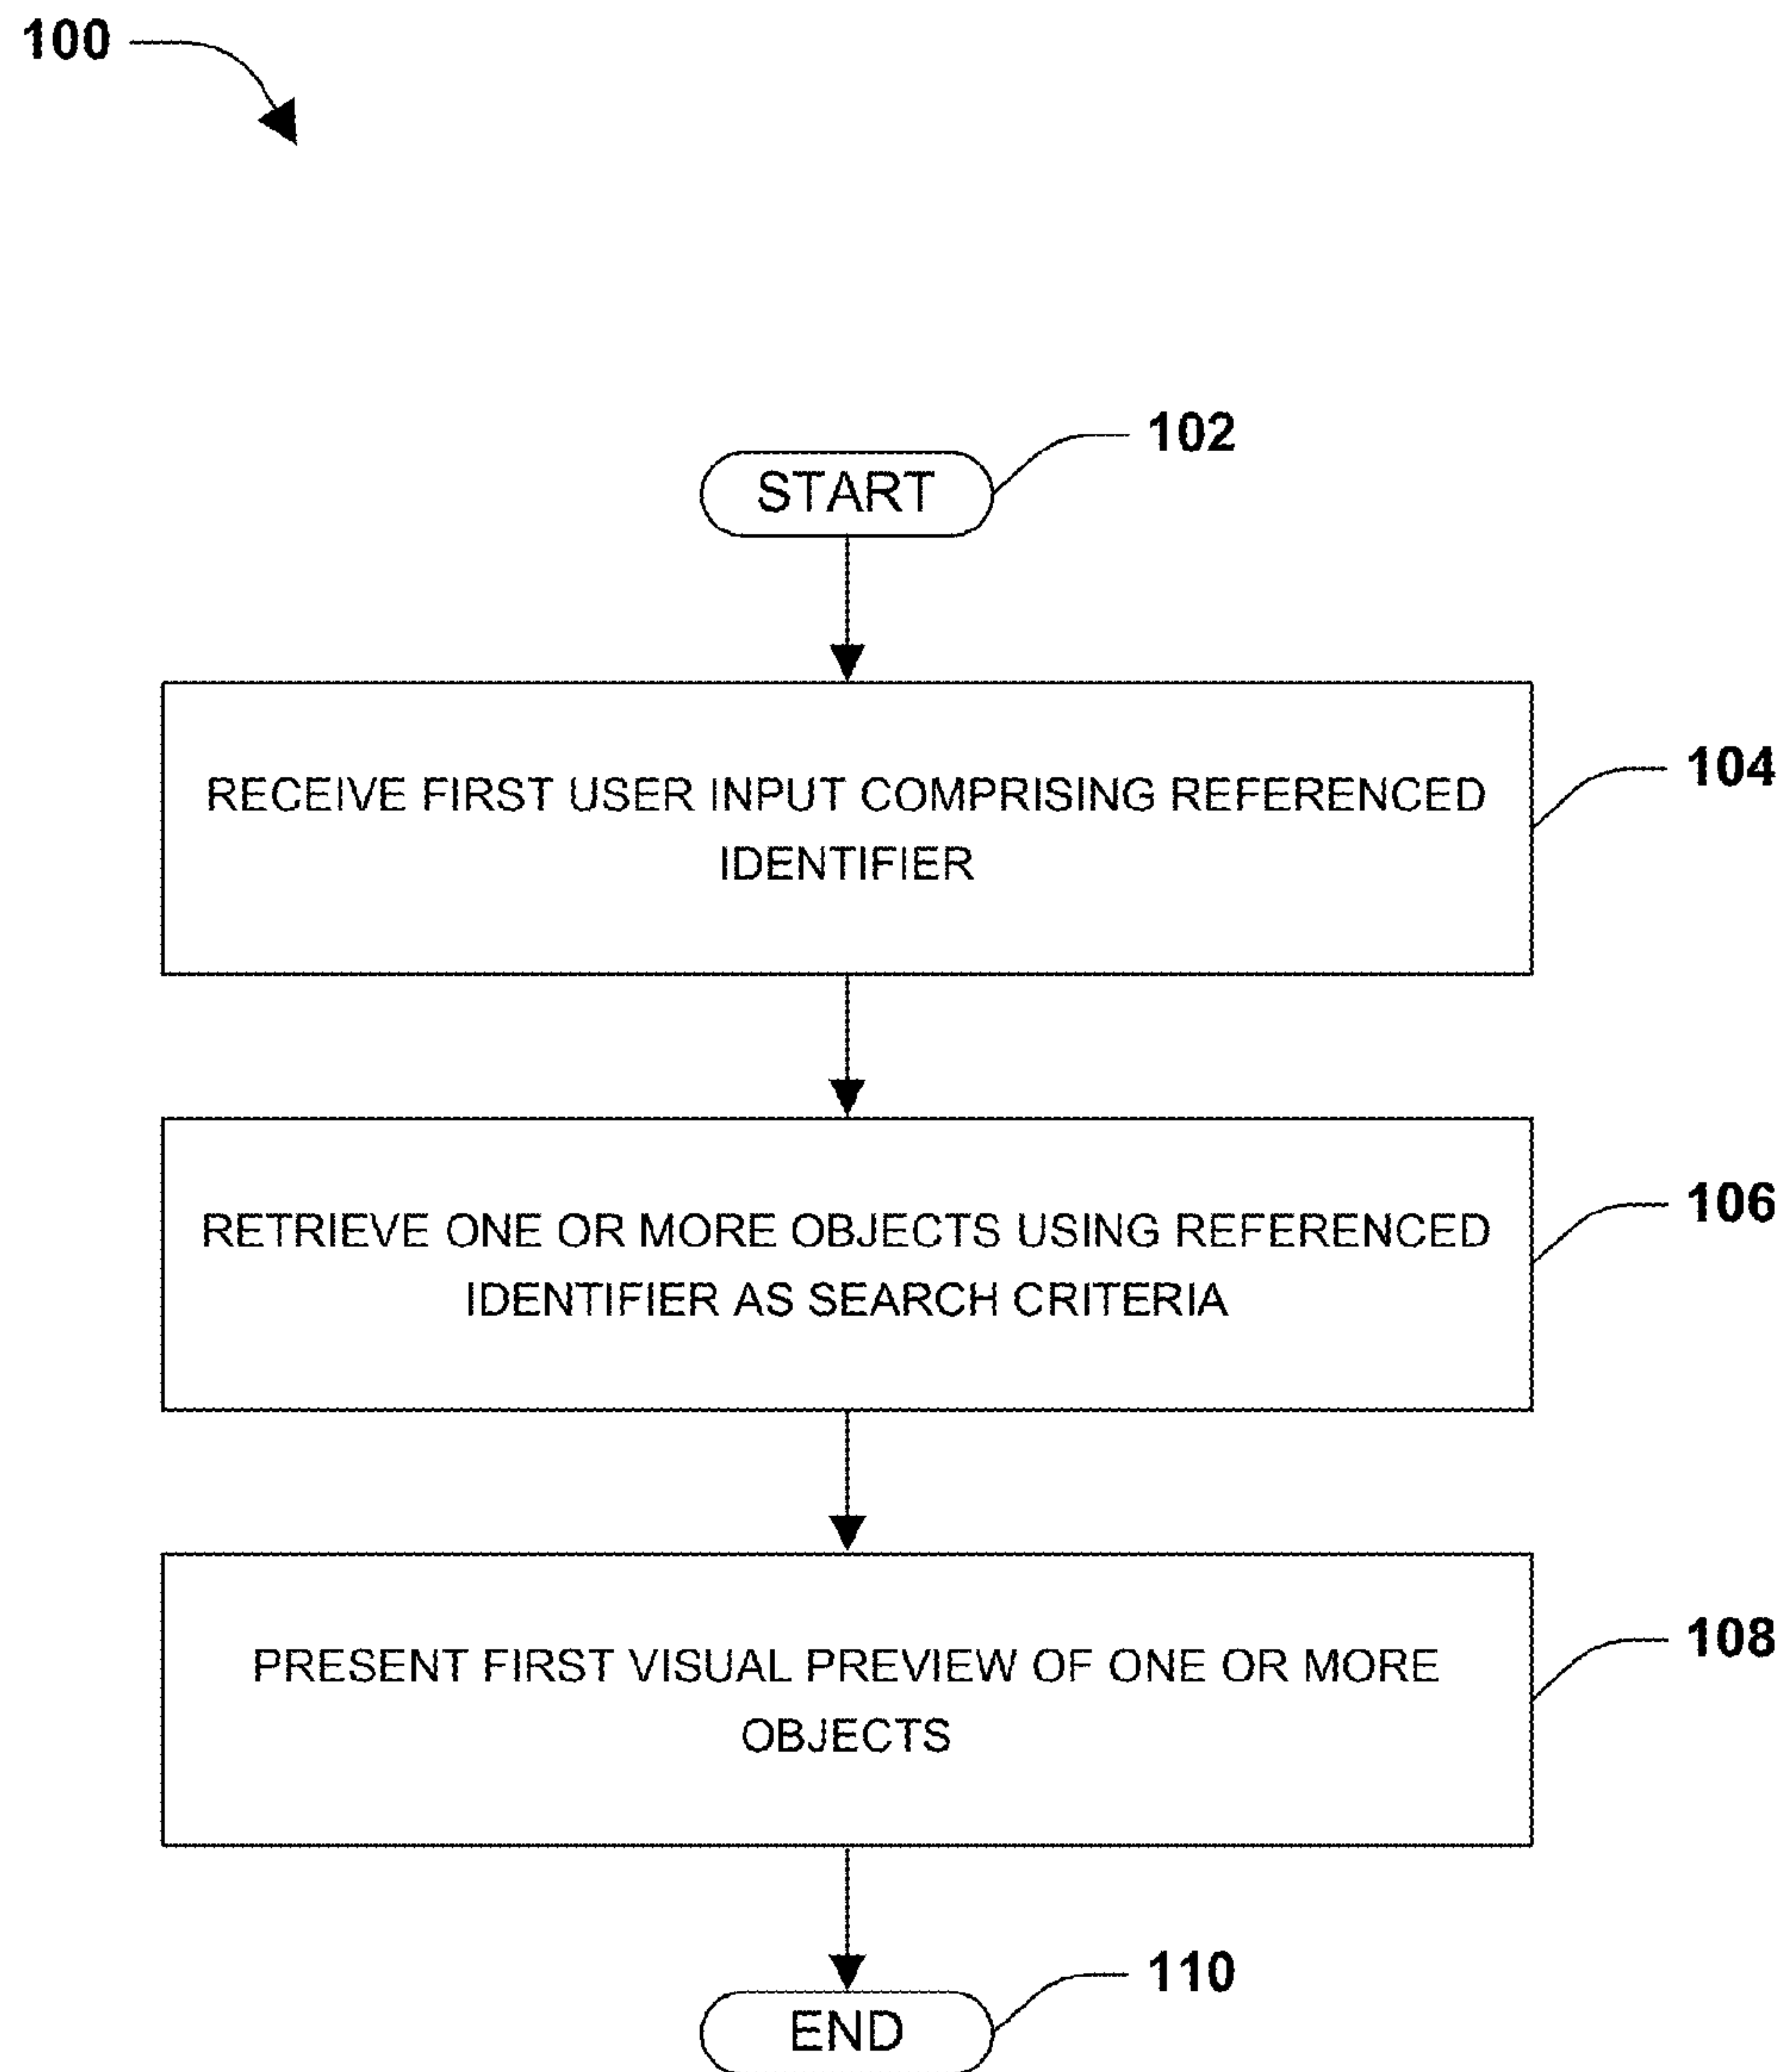 100
102
START
104
RECEIVE FIRST USER INPUT COMPRISING REFERENCED
IDENTIFIER
106
RETRIEVE ONE OR MORE OBJECTS USING REFERENCED
IDENTIFIER AS SEARCH CRITERIA
108
PRESENT FIRST VISUAL PREVIEW OF ONE OR MORE
OBJECTS
110
END